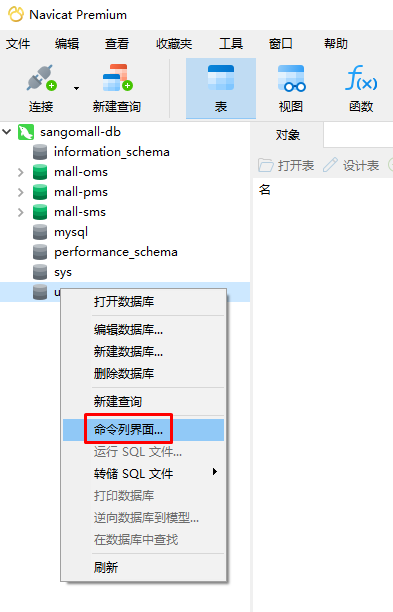 Navicat Premium
文件 编辑 查看 收藏夹 工具 窗口 帮助
连接 新建查询 表 视图 f(x) 函数
sangomall-db
对象
information_schema
打开表 设计表
mall-oms
名
mall-pms
mall-sms
mysql
performance_schema
sys
打开数据库
编辑数据库...
新建数据库...
删除数据库
新建查询
命令列界面...
运行 SQL 文件...
转储 SQL 文件
打印数据库
逆向数据库到模型...
在数据库中查找
刷新